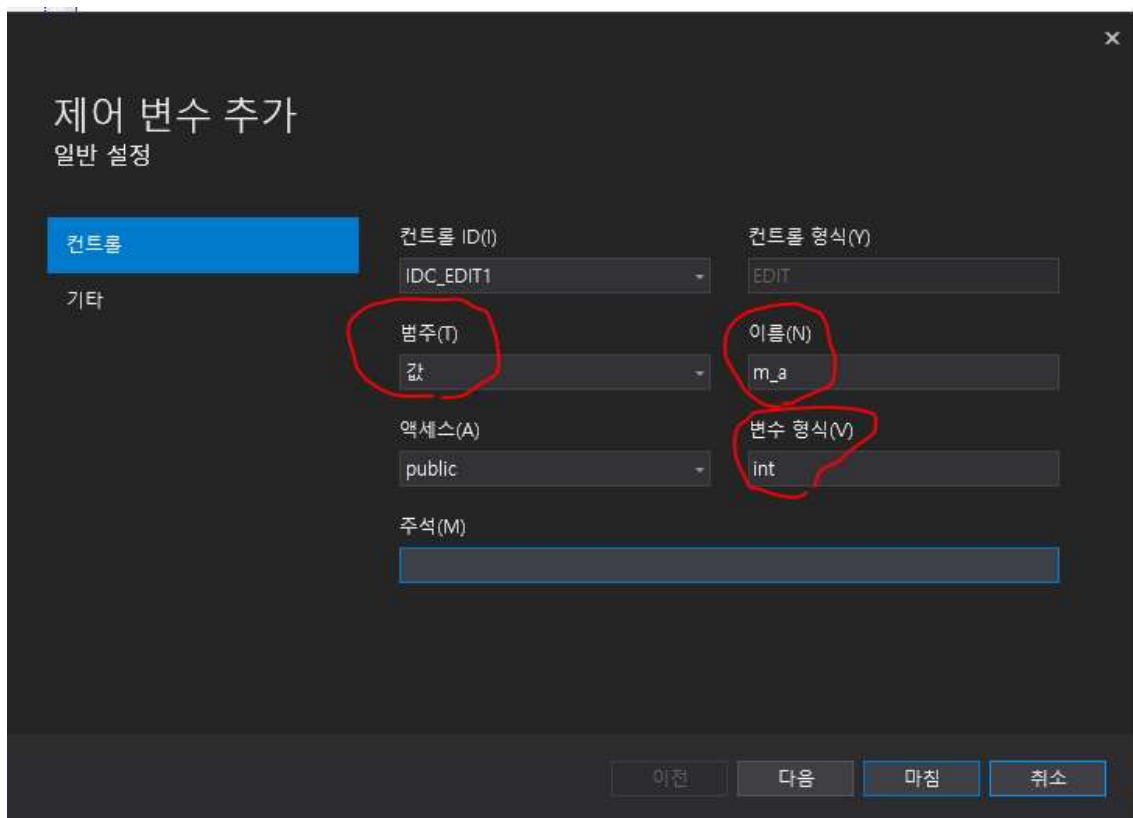 제어 변수 추가
일반 설정
컨트롤
기타
컨트롤 ID(I)
컨트롤 형식(Y)
IDC_EDIT1
EDIT
범주(T)
이름(N)
값
m_a
액세스(A)
변수 형식(V)
public
int
주석(M)
이전
다음
마침
취소